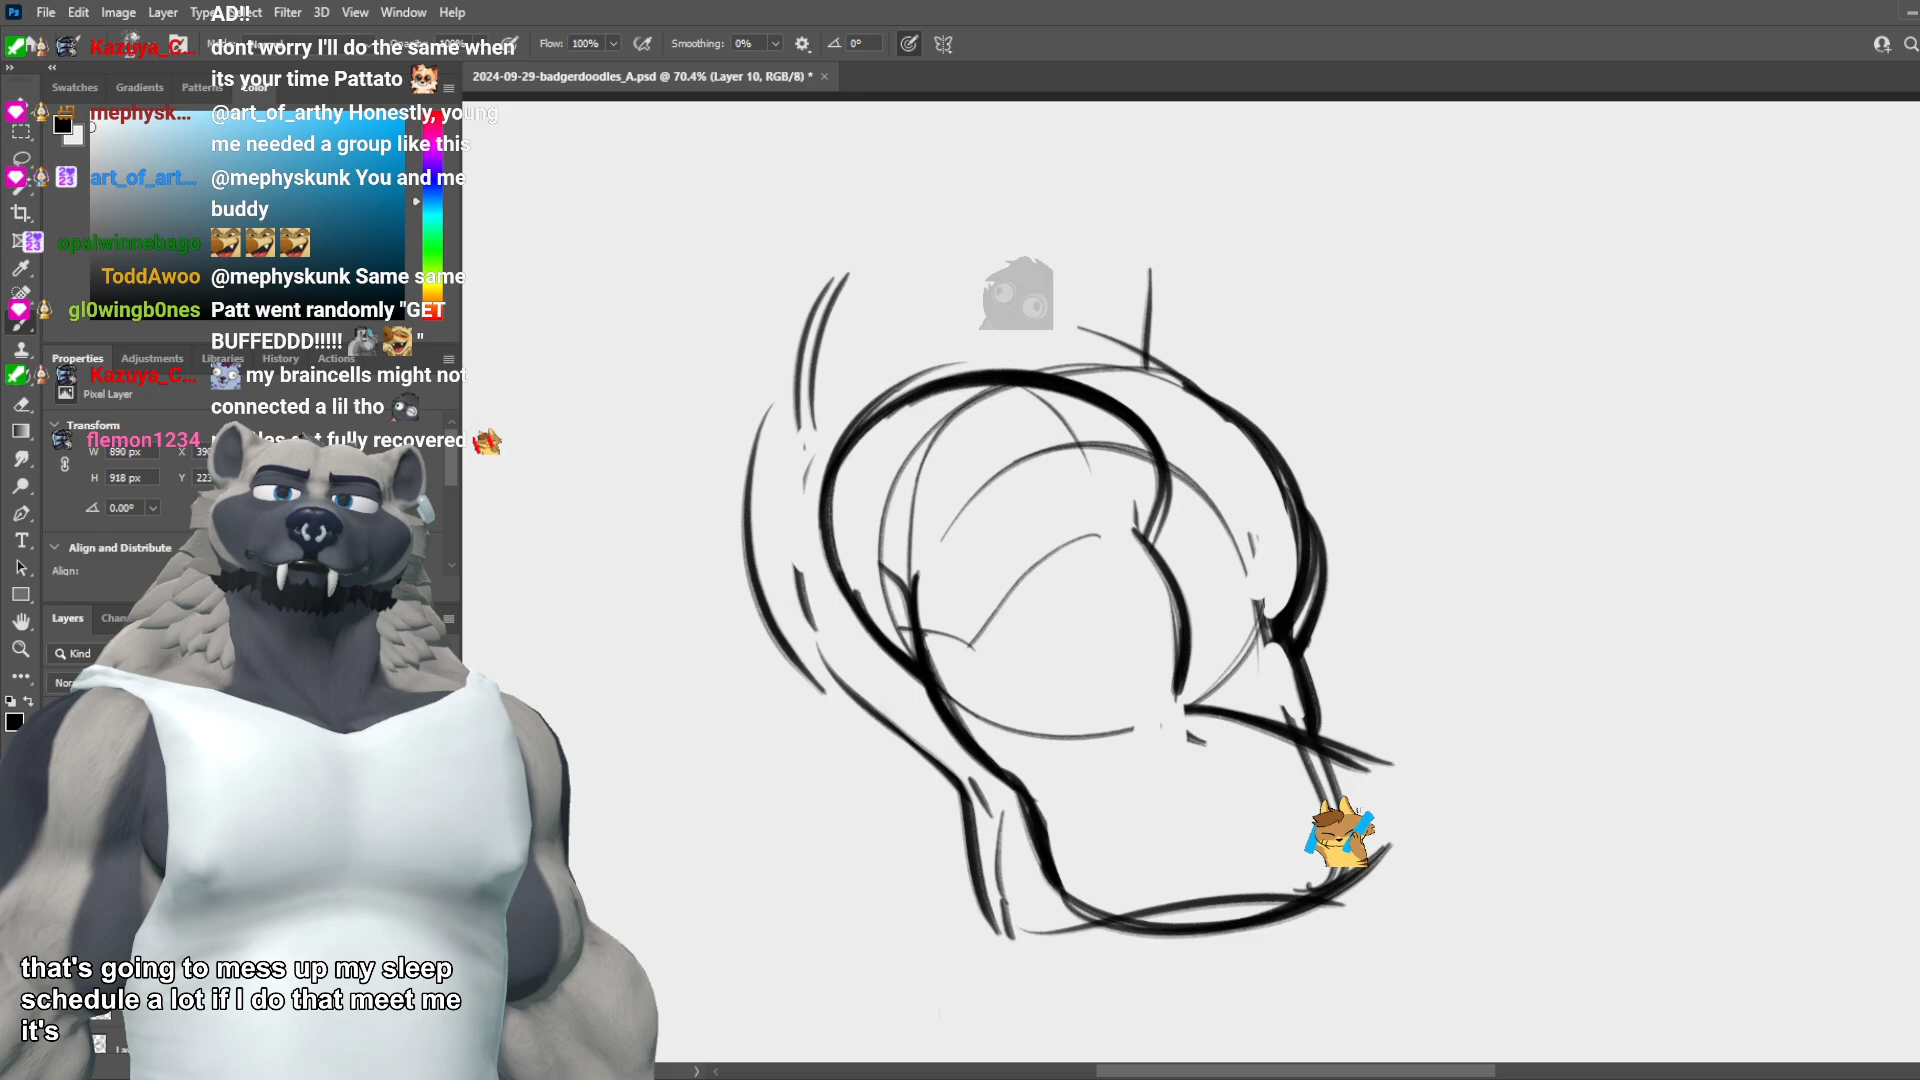 File Edit Image Layer Type Select Filter 3D View Window Help
AD!!
Kazuya_C... dont worry I'll do the same when
its your time Pattato
Flow: 100% Smoothing: 0% 0°
Swatches Gradients Patterns Color
2024-09-29-badgerdoodles_A.psd @ 70.4% (Layer 10, RGB/8) *
mephysk... @art_of_arthy Honestly, young
me needed a group like this
art_of_art... @mephyskunk You and me
buddy
opalwinnebago
ToddAwoo @mephyskunk Same same
gl0wingb0nes Patt went randomly "GET
BUFFEDDD!!!!! "
Properties Adjustments Libraries History Actions
Kazuya_C... my braincells might not
connected a lil tho
Pixel Layer
Transform
flemon1234 fully recovered
W 890 px X
H 918 px Y
0.00°
Align and Distribute
Align:
Layers
Kind
that's going to mess up my sleep
schedule a lot if I do that meet me
it's